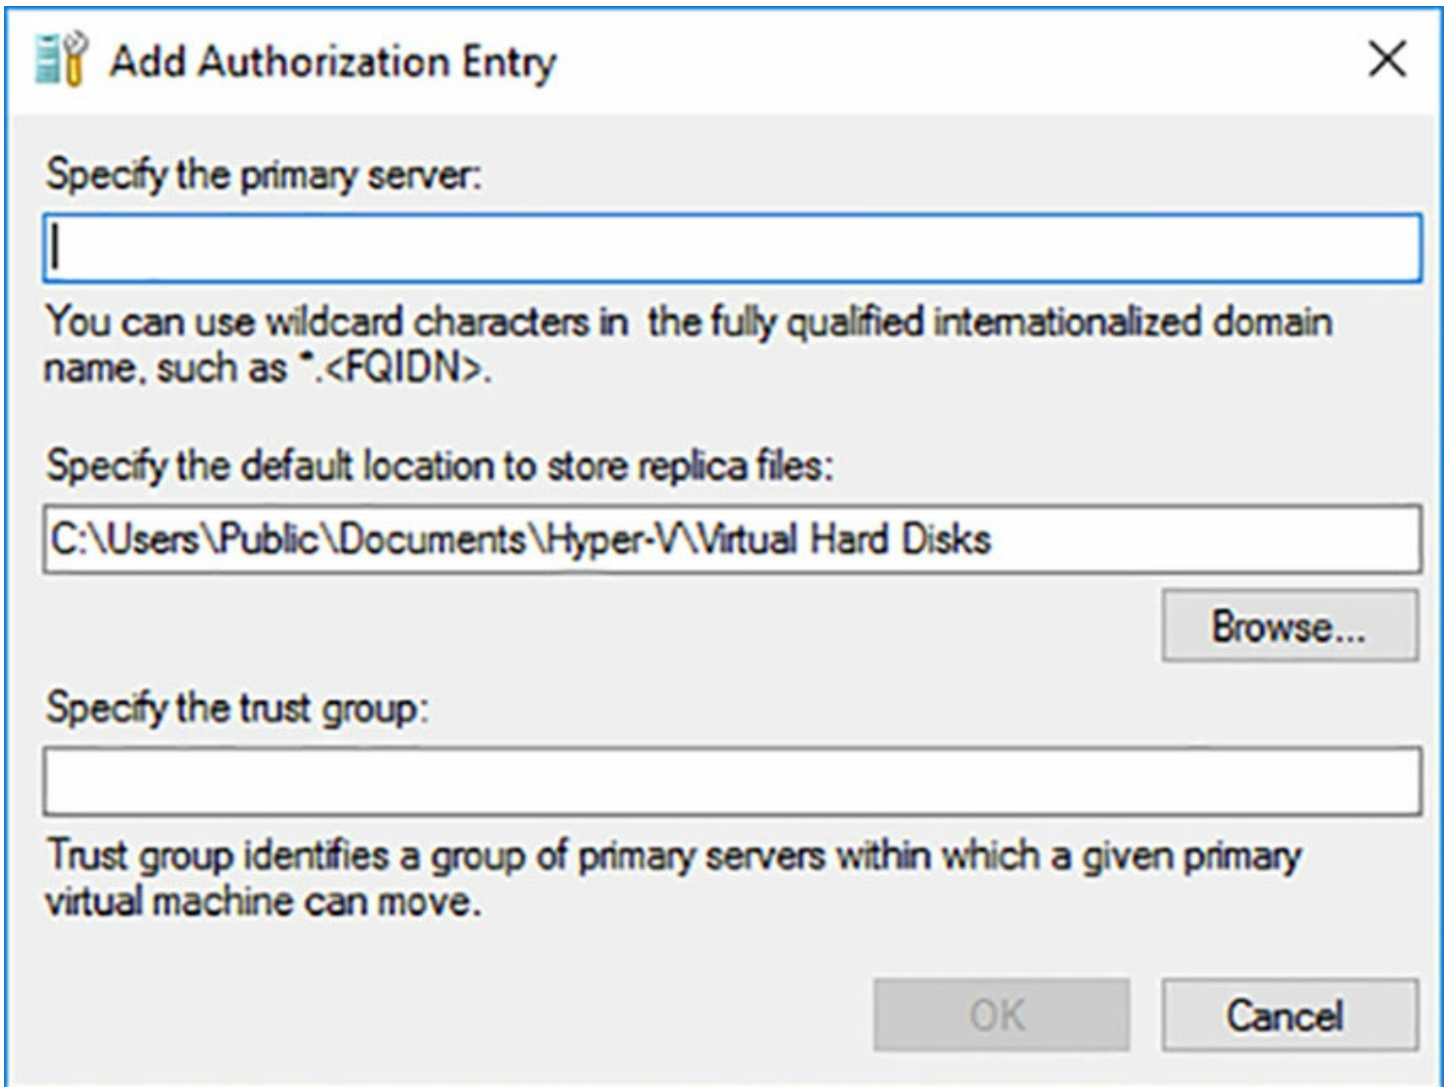 Add Authorization Entry
Specify the primary server:
You can use wildcard characters in the fully qualified internationalized domain
name, such as *.<FQIDN>.
Specify the default location to store replica files:
C:\Users\Public\Documents\Hyper-V\Virtual Hard Disks
Browse...
Specify the trust group:
Trust group identifies a group of primary servers within which a given primary
virtual machine can move.
OK
Cancel